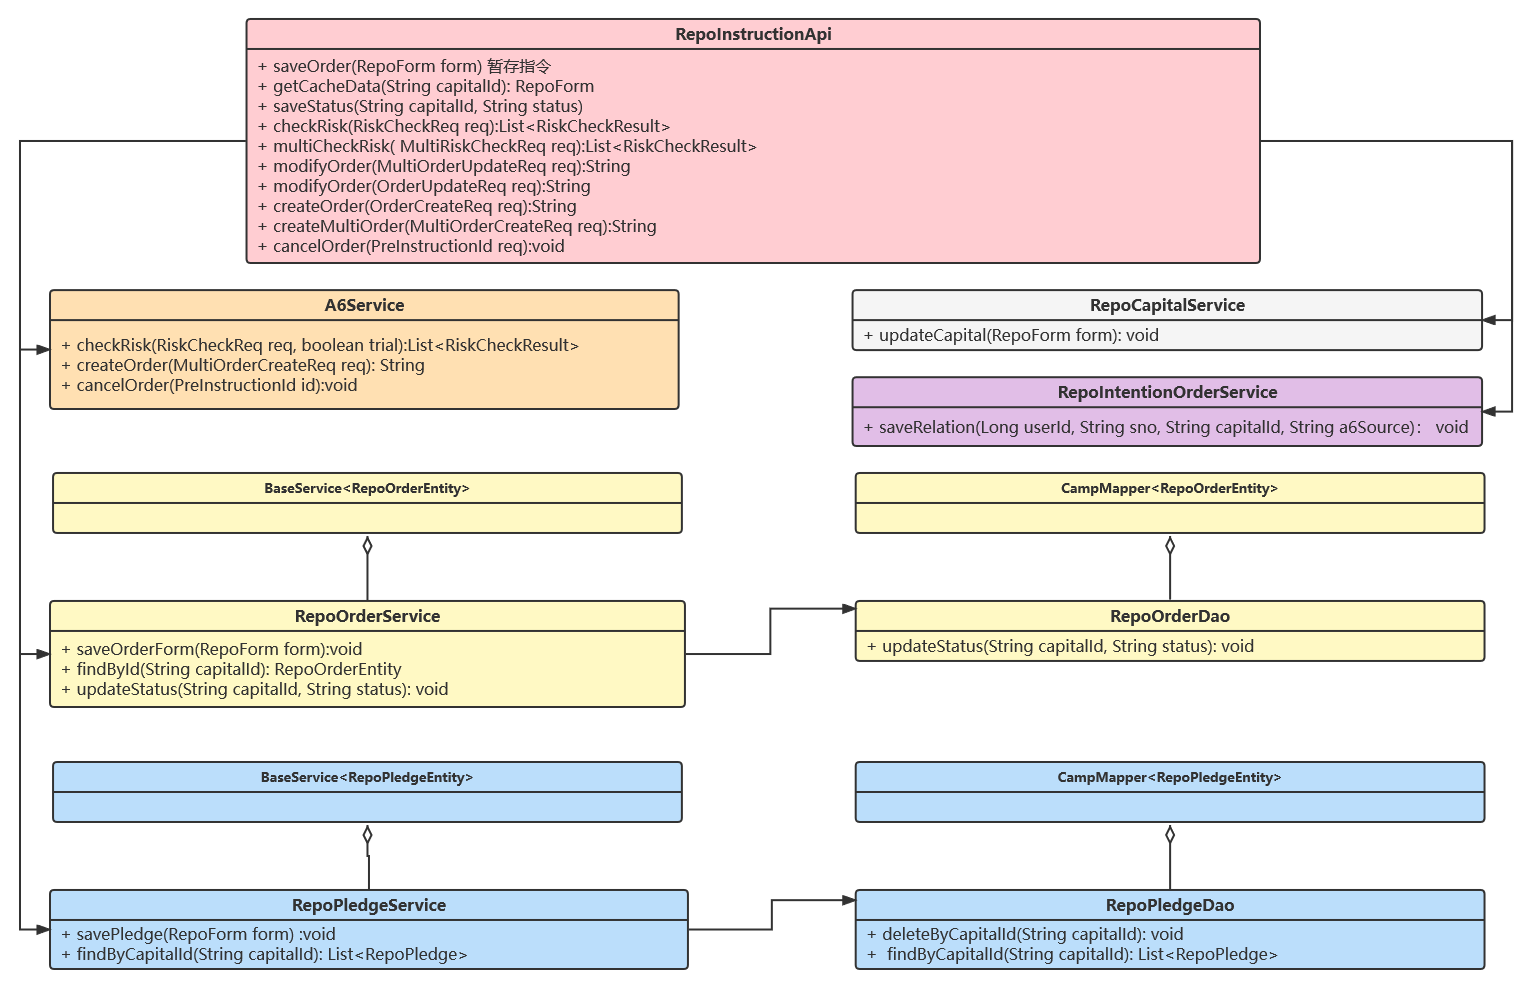 RepoInstructionApi
+ saveOrder(RepoForm form) 暂存指令
+ getCacheData(String capitalId): RepoForm
+ saveStatus(String capitalId, String status)
+ checkRisk(RiskCheckReq req):List<RiskCheckResult>
+ multiCheckRisk( MultiRiskCheckReq req):List<RiskCheckResult>
+ modifyOrder(MultiOrderUpdateReq req):String
+ modifyOrder(OrderUpdateReq req):String
+ createOrder(OrderCreateReq req):String
+ createMultiOrder(MultiOrderCreateReq req):String
+ cancelOrder(PreInstructionId req):void
A6Service
+ checkRisk(RiskCheckReq req, boolean trial):List<RiskCheckResult>
+ createOrder(MultiOrderCreateReq req): String
+ cancelOrder(PreInstructionId id):void
RepoCapitalService
+ updateCapital(RepoForm form): void
RepoIntentionOrderService
+ saveRelation(Long userId, String sno, String capitalId, String a6Source)： void
BaseService<RepoOrderEntity>
CampMapper<RepoOrderEntity>
RepoOrderService
+ saveOrderForm(RepoForm form):void
+ findById(String capitalId): RepoOrderEntity
+ updateStatus(String capitalId, String status): void
RepoOrderDao
+ updateStatus(String capitalId, String status): void
BaseService<RepoPledgeEntity>
CampMapper<RepoPledgeEntity>
RepoPledgeService
+ savePledge(RepoForm form) :void
+ findByCapitalId(String capitalId): List<RepoPledge>
RepoPledgeDao
+ deleteByCapitalId(String capitalId): void
+  findByCapitalId(String capitalId): List<RepoPledge>